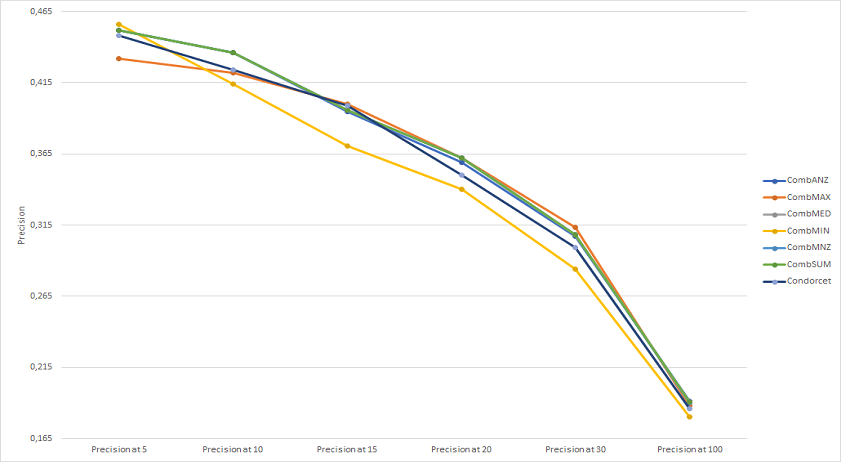 0,465
0,415
0,365
0,315
0,265
0,215
0,165
Precision
Precision at 5
Precision at 10
Precision at 15
Precision at 20
Precision at 30
Precision at 100
CombANZ
CombMAX
CombMED
CombMIN
CombMNZ
CombSUM
Condorcet